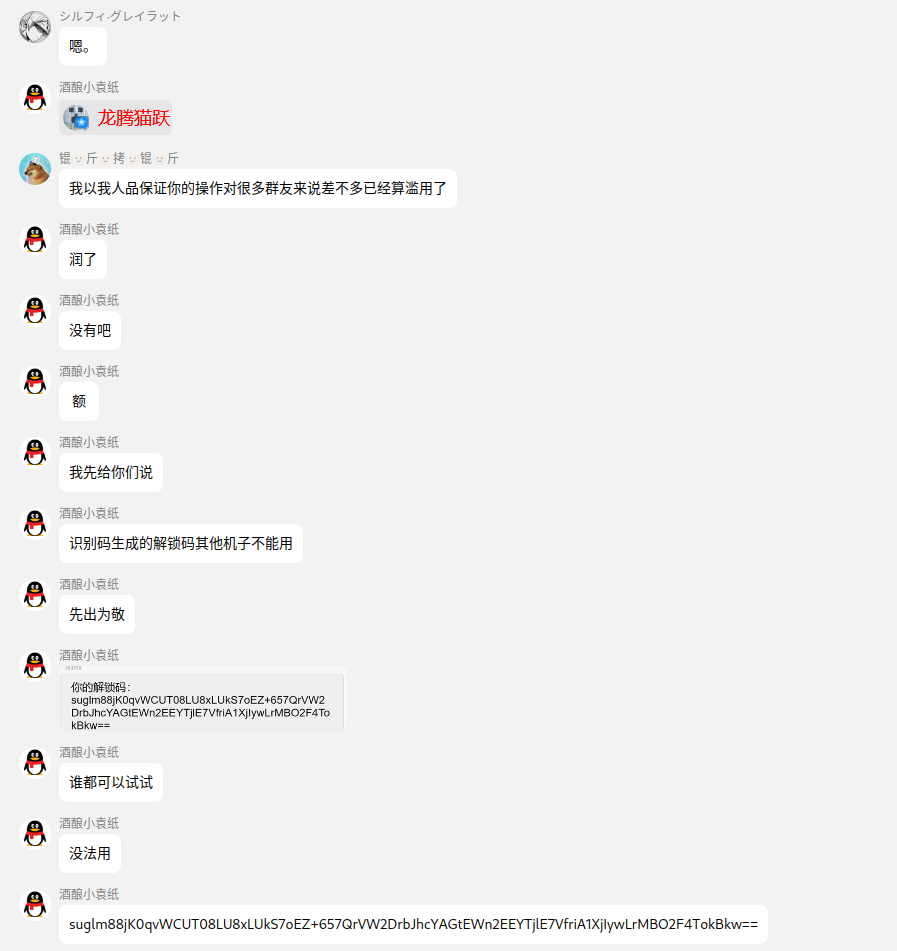 シルフィ·グレイラット
嗯。
酒酿小袁纸
龙腾猫跃
锟斤拷锟斤
我以我人品保证你的操作对很多群友来说差不多已经算滥用了
酒酿小袁纸
润了
酒酿小袁纸
没有吧
酒酿小袁纸
额
酒酿小袁纸
我先给你们说
酒酿小袁纸
识别码生成的解锁码其他机子不能用
酒酿小袁纸
先出为敬
酒酿小袁纸
你的解锁码:
suglm88jK0qvWCUT08LU8xLUkS7oEZ+657QrVW2
DrbJhcYAGtEWn2EEYTjlE7VfriA1XjIywLrMBO2F4To
kBkw==
酒酿小袁纸
谁都可以试试
酒酿小袁纸
没法用
酒酿小袁纸
suglm88jK0qvWCUT08LU8xLUkS7oEZ+657QrVW2DrbJhcYAGtEWn2EEYTjlE7VfriA1XjIywLrMBO2F4TokBkw==